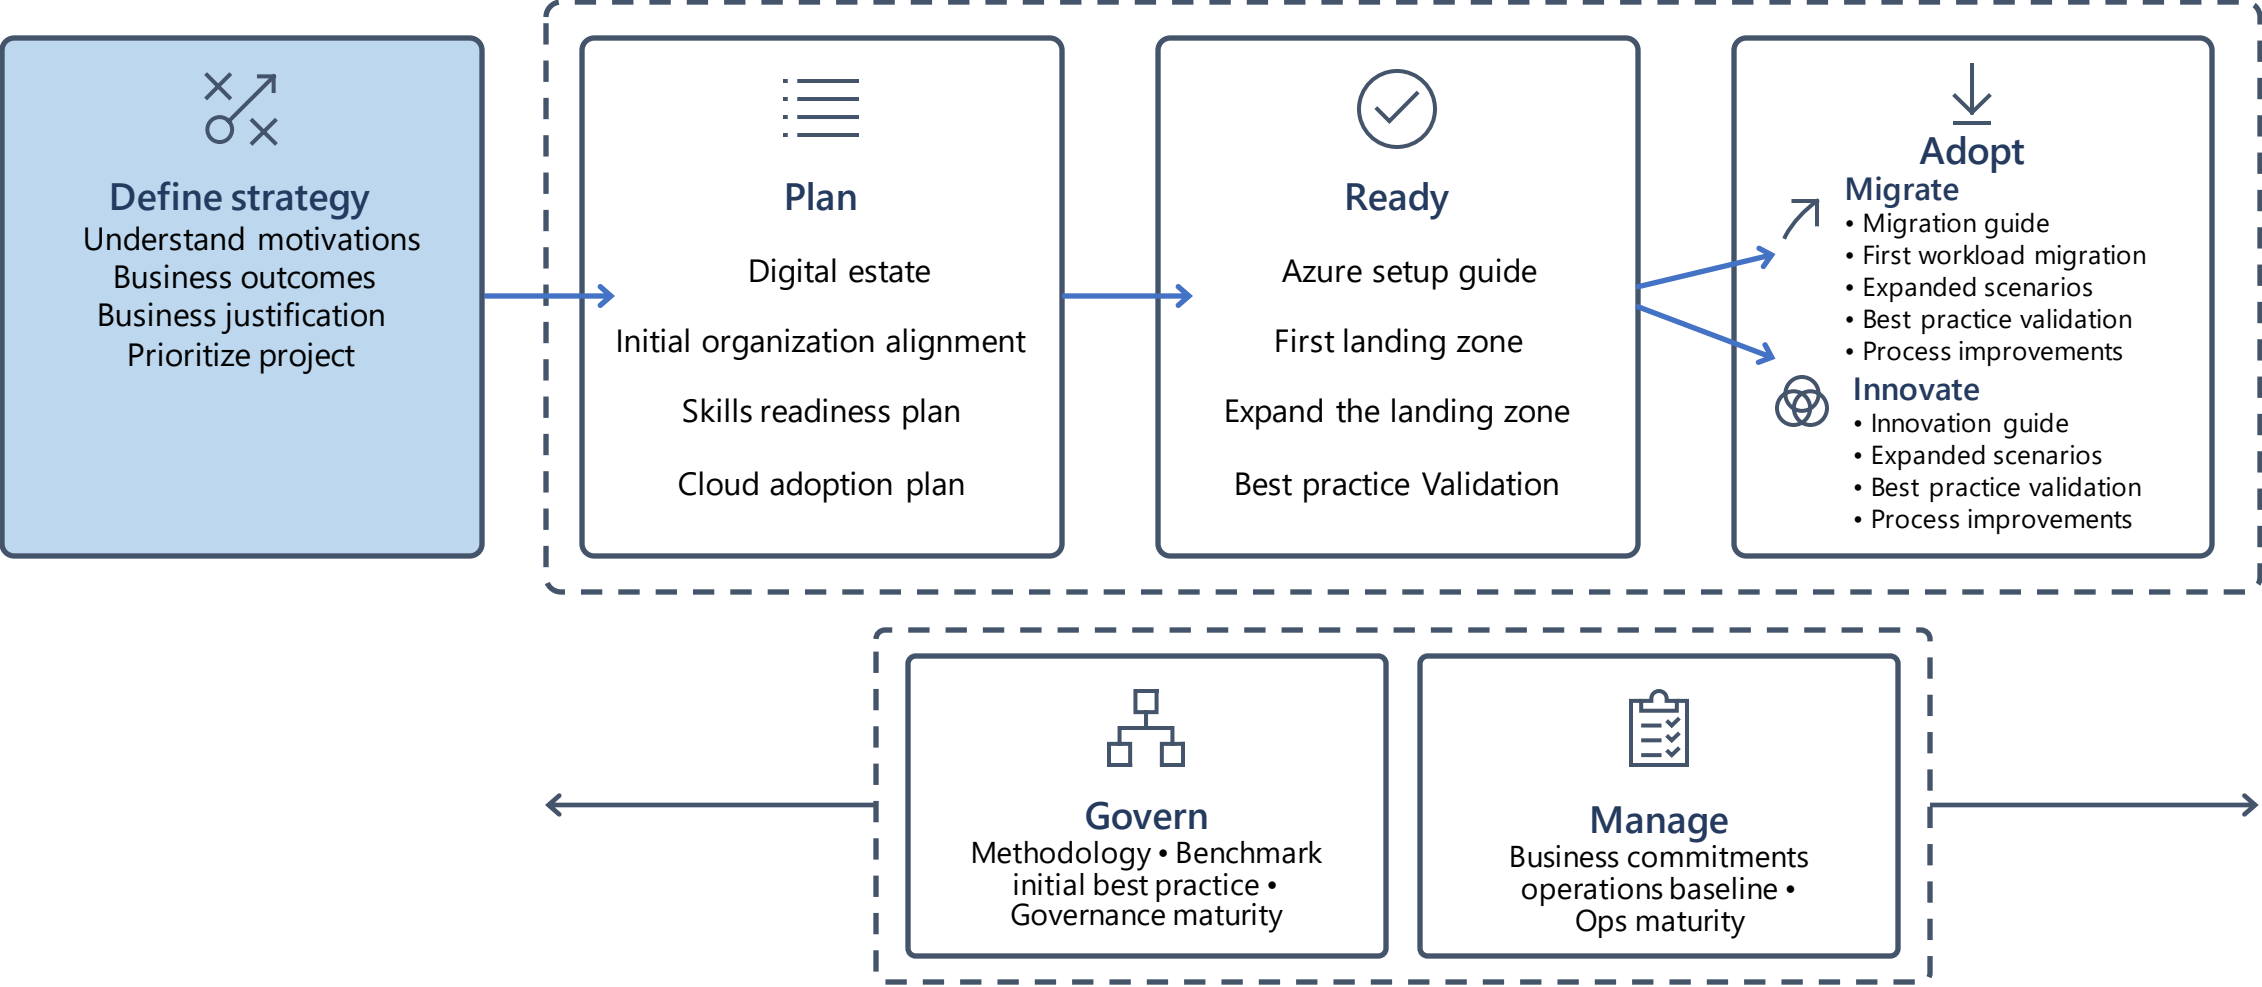 Define strategy
Understand motivations
Business outcomes
Business justification
Prioritize project
Plan
Digital estate
Initial organization alignment
Skills readiness plan
Cloud adoption plan
Ready
Azure setup guide
First landing zone
Expand the landing zone
Best practice Validation
Adopt
Migrate
• Migration guide
• First workload migration
• Expanded scenarios
• Best practice validation
• Process improvements
Innovate
• Innovation guide
• Expanded scenarios
• Best practice validation
• Process improvements
Govern
Methodology • Benchmark
initial best practice •
Governance maturity
Manage
Business commitments
operations baseline •
Ops maturity